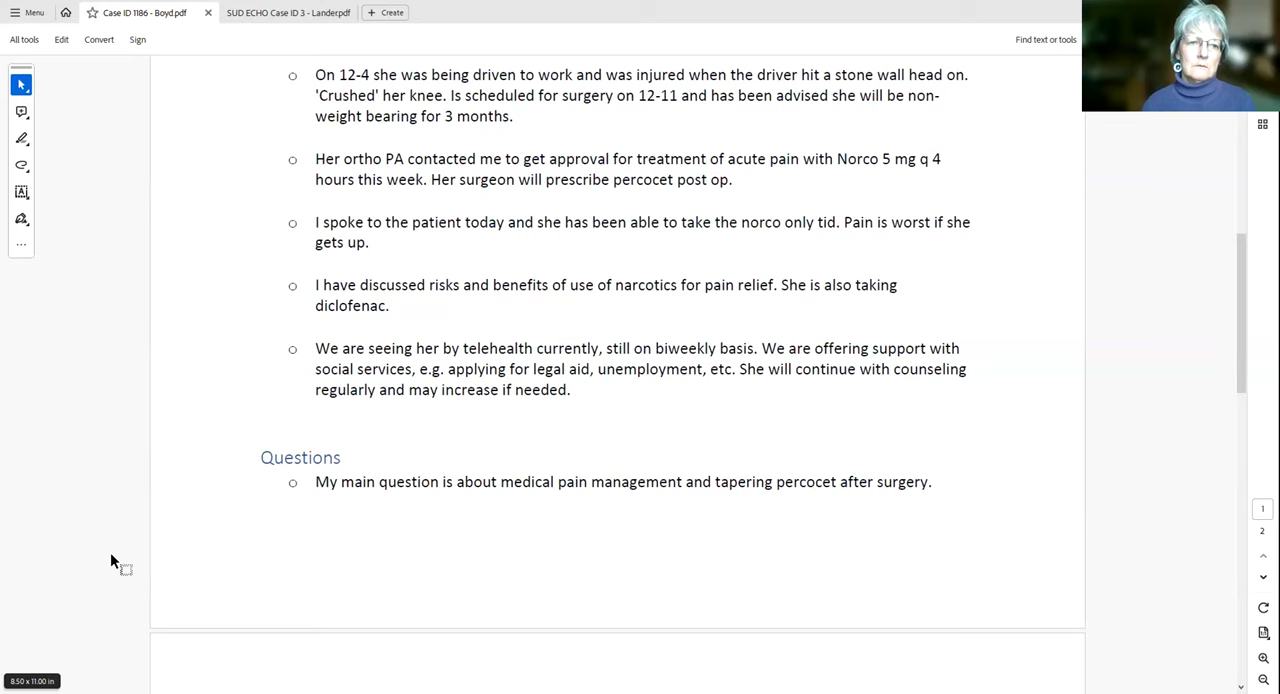 Menu
Case ID 1186 - Boyd.pdf
SUD ECHO Case ID 3 - Lander.pdf
Create
All tools
Edit
Convert
Sign
Find text or tools
On 12-4 she was being driven to work and was injured when the driver hit a stone wall head on.
'Crushed' her knee. Is scheduled for surgery on 12-11 and has been advised she will be non-
weight bearing for 3 months.
Her ortho PA contacted me to get approval for treatment of acute pain with Norco 5 mg q 4
hours this week. Her surgeon will prescribe percocet post op.
I spoke to the patient today and she has been able to take the norco only tid. Pain is worst if she
gets up.
I have discussed risks and benefits of use of narcotics for pain relief. She is also taking
diclofenac.
We are seeing her by telehealth currently, still on biweekly basis. We are offering support with
social services, e.g. applying for legal aid, unemployment, etc. She will continue with counseling
regularly and may increase if needed.
Questions
My main question is about medical pain management and tapering percocet after surgery.
1
2
8.50 x 11.00 in